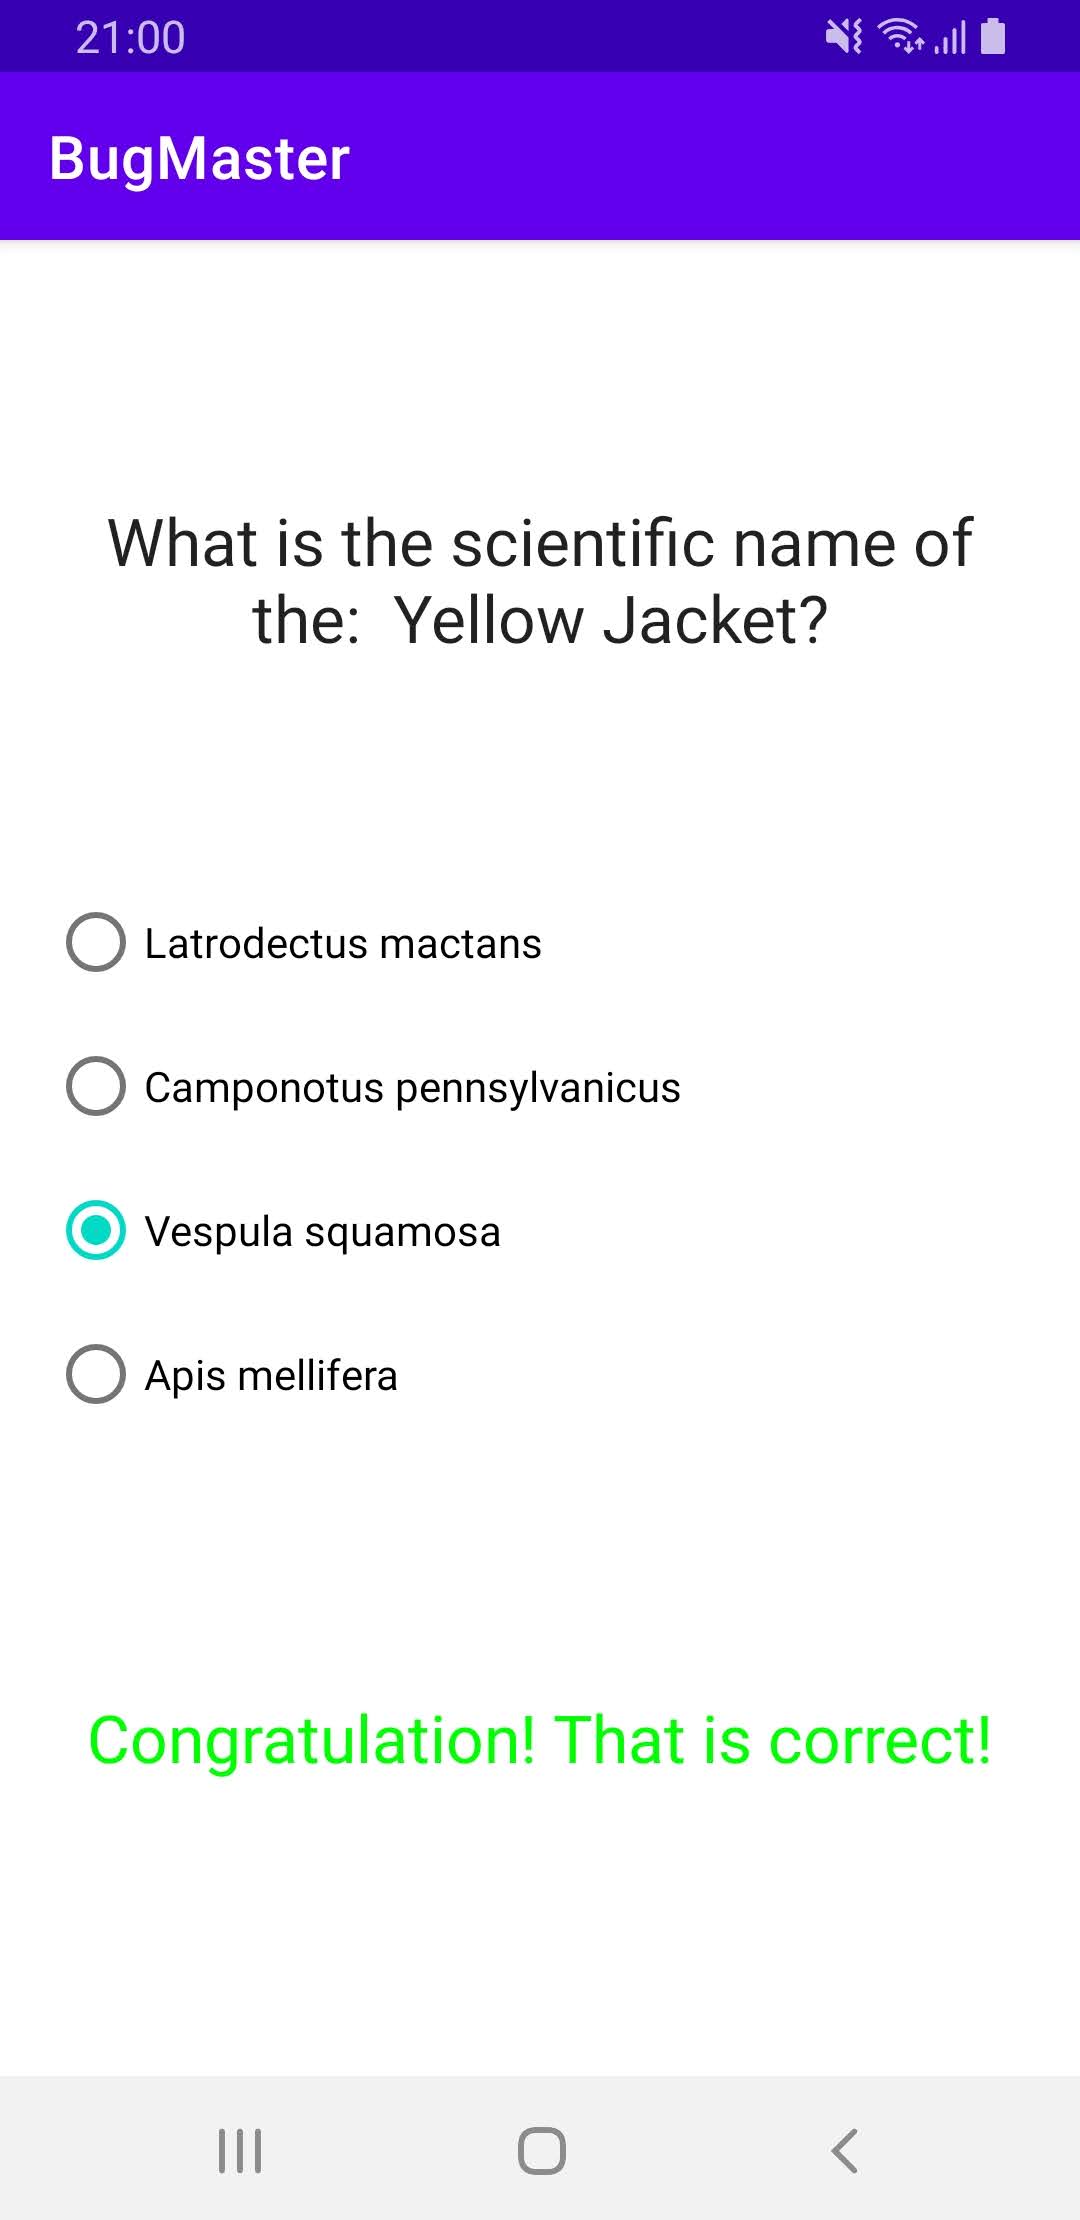 21:00
BugMaster
What is the scientific name of
the:  Yellow Jacket?
Latrodectus mactans
Camponotus pennsylvanicus
Vespula squamosa
Apis mellifera
Congratulation! That is correct!